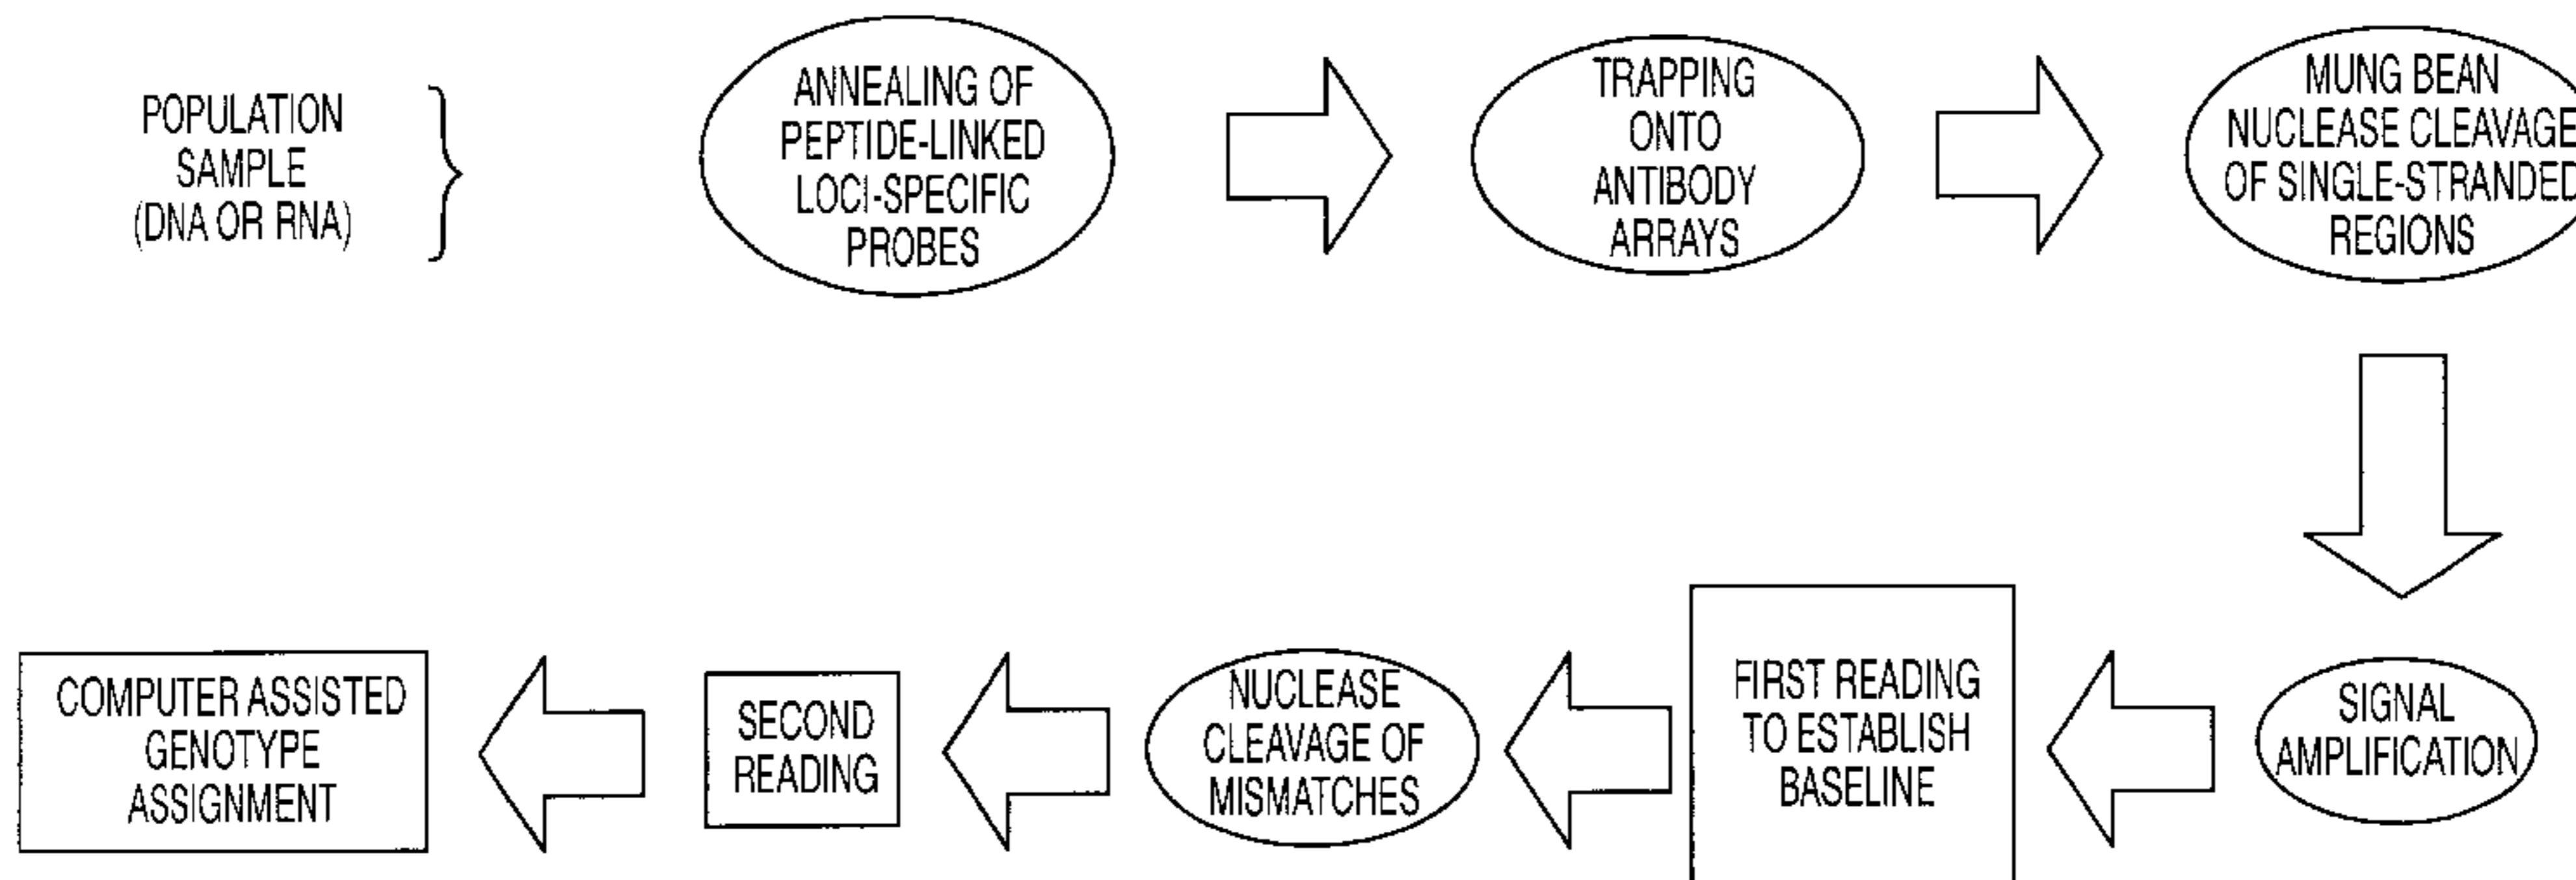 POPULATION
SAMPLE
(DNA OR RNA)
ANNEALING OF
PEPTIDE-LINKED
LOCI-SPECIFIC
PROBES
TRAPPING
ONTO
ANTIBODY
ARRAYS
MUNG BEAN
NUCLEASE CLEAVAGE
OF SINGLE-STRANDED
REGIONS
SIGNAL
AMPLIFICATION
FIRST READING
TO ESTABLISH
BASELINE
NUCLEASE
CLEAVAGE OF
MISMATCHES
SECOND
READING
COMPUTER ASSISTED
GENOTYPE
ASSIGNMENT